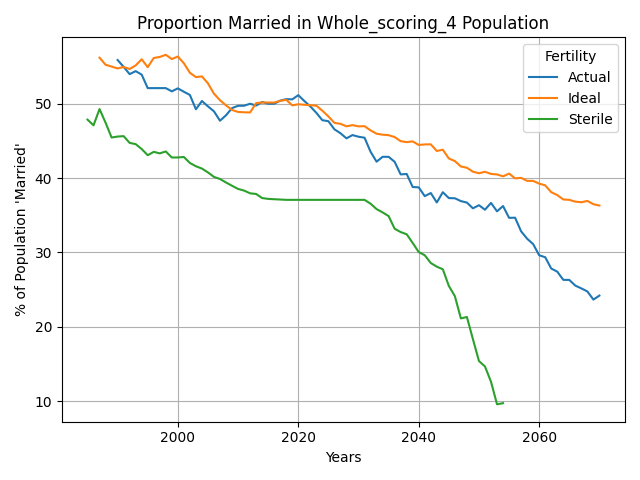 Proportion Married in Whole_scoring_4 Population
% of Population 'Married'
50
40
30
20
10
2000
2020
2040
2060
Years
Fertility
Actual
Ideal
Sterile